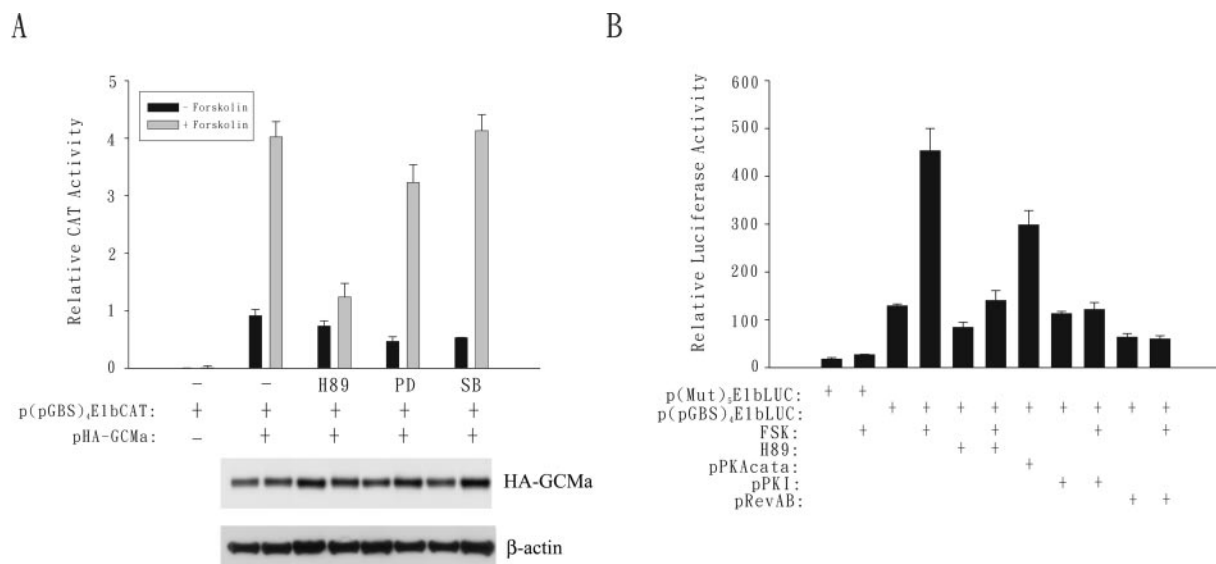 A
Relative CAT Activity
5
4
3
2
1
0
- Forskolin
+ Forskolin
− − H89 PD SB
p(pGBS)₄E1bCAT: + + + + +
pHA-GCMa: − + + + +
HA-GCMa
β-actin
B
Relative Luciferase Activity
600
500
400
300
200
100
0
p(Mut)₅E1bLUC: + +
p(pGBS)₄E1bLUC: + + + + + + + + +
FSK: + + + + +
H89: + +
pPKAcata: +
pPKI: + +
pRevAB: + +